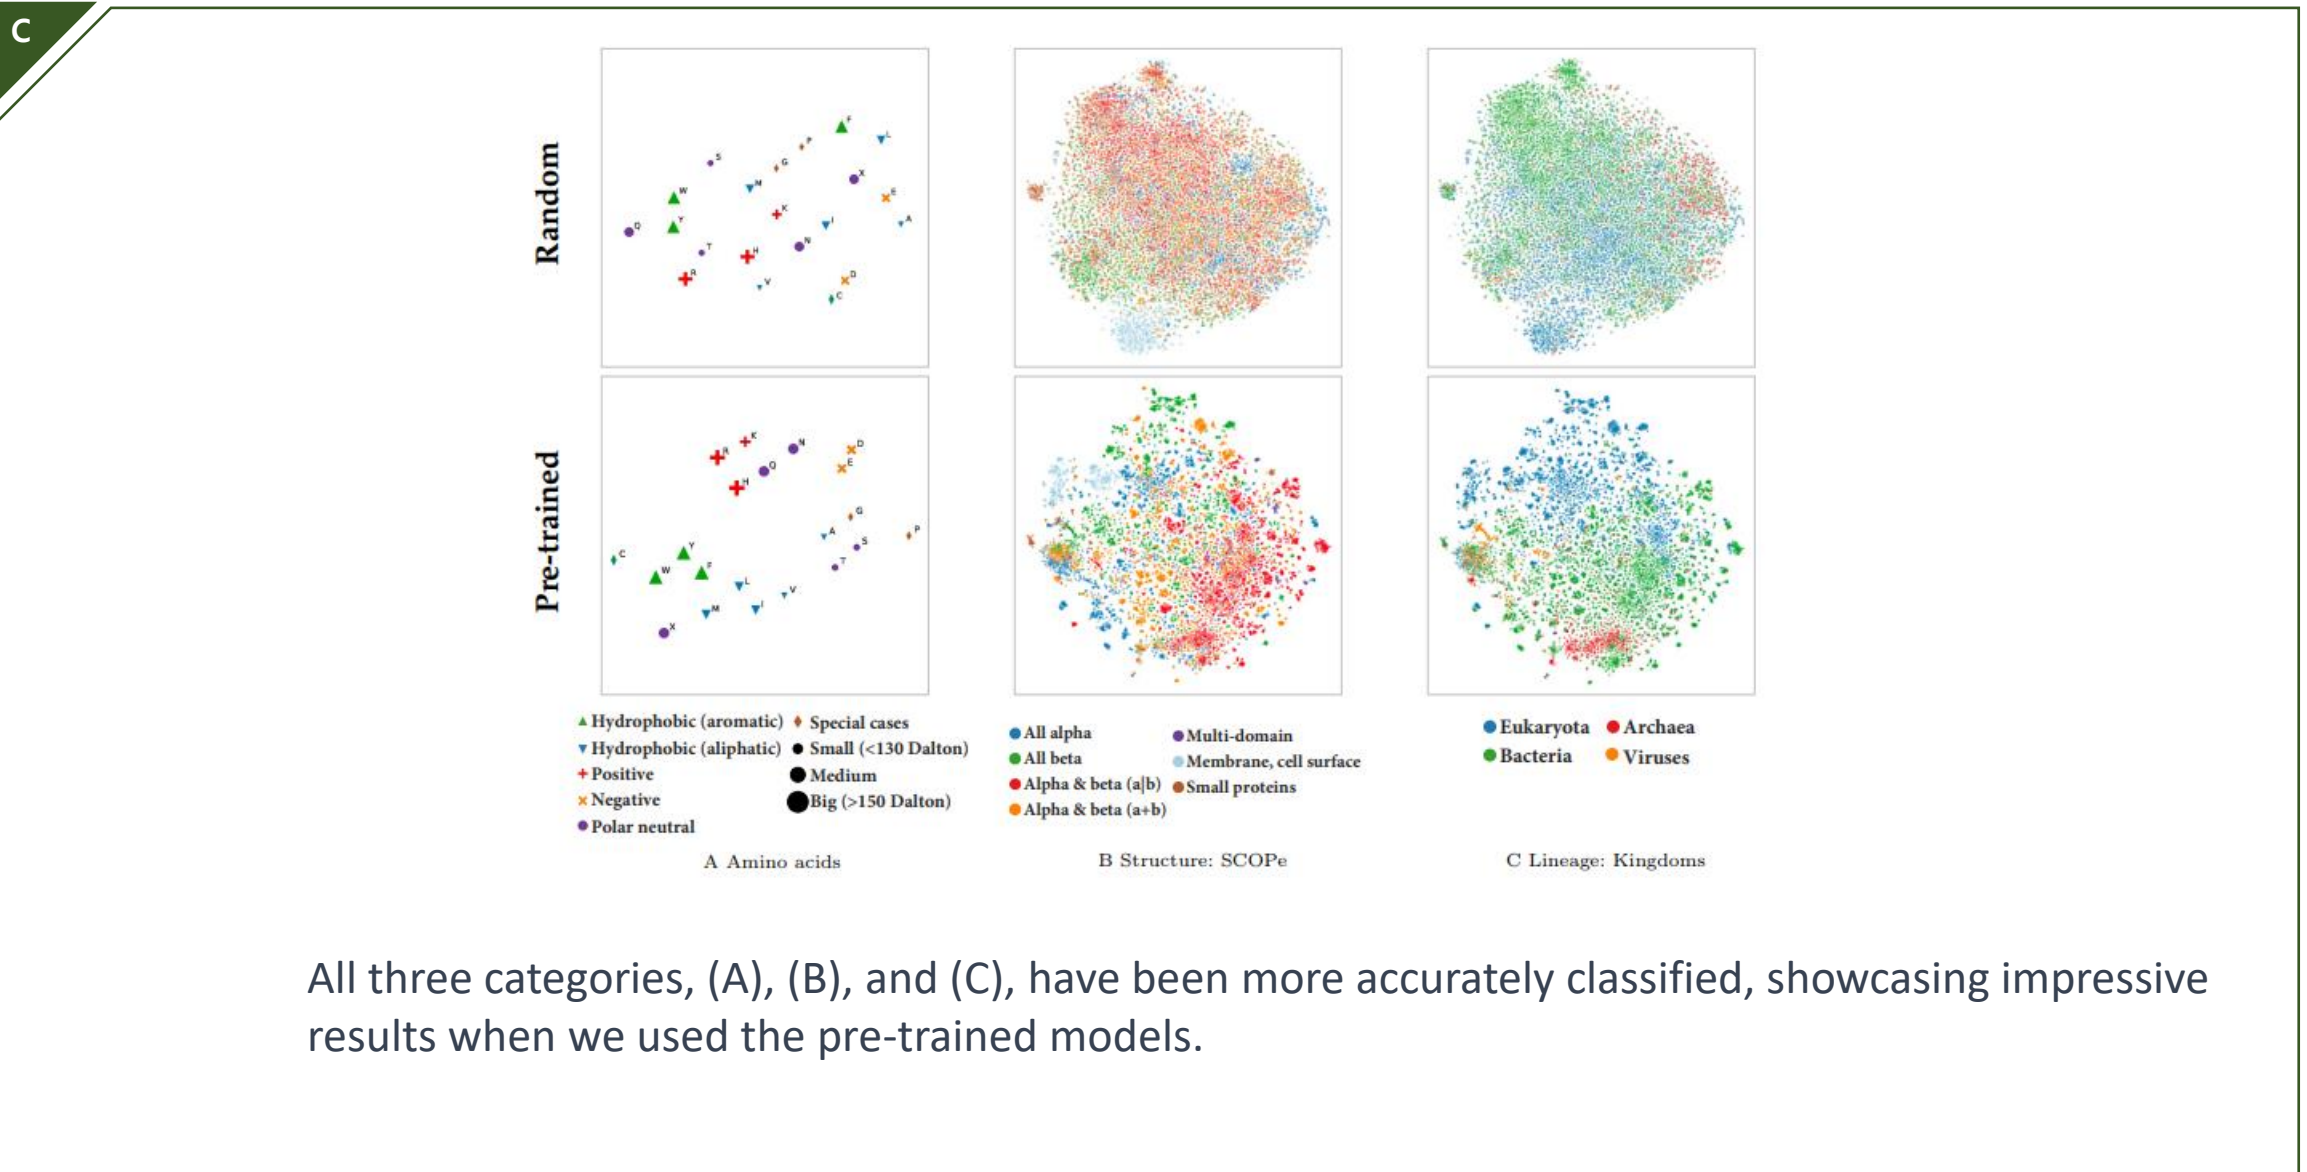 C
Random
F
L
P
S
G
M
X
W
E
K
Q
Y
I
A
T
N
H
R
V
D
C
Pre-trained
K
N
D
R
Q
E
H
G
P
A
S
C
Y
T
W
F
L
V
M
I
X
Hydrophobic (aromatic)
Hydrophobic (aliphatic)
Positive
Negative
Polar neutral
Special cases
Small (<130 Dalton)
Medium
Big (>150 Dalton)
A Amino acids
All alpha
All beta
Alpha & beta (a|b)
Alpha & beta (a+b)
Multi-domain
Membrane, cell surface
Small proteins
B Structure: SCOPe
Eukaryota
Bacteria
Archaea
Viruses
C Lineage: Kingdoms
All three categories, (A), (B), and (C), have been more accurately classified, showcasing impressive
results when we used the pre-trained models.